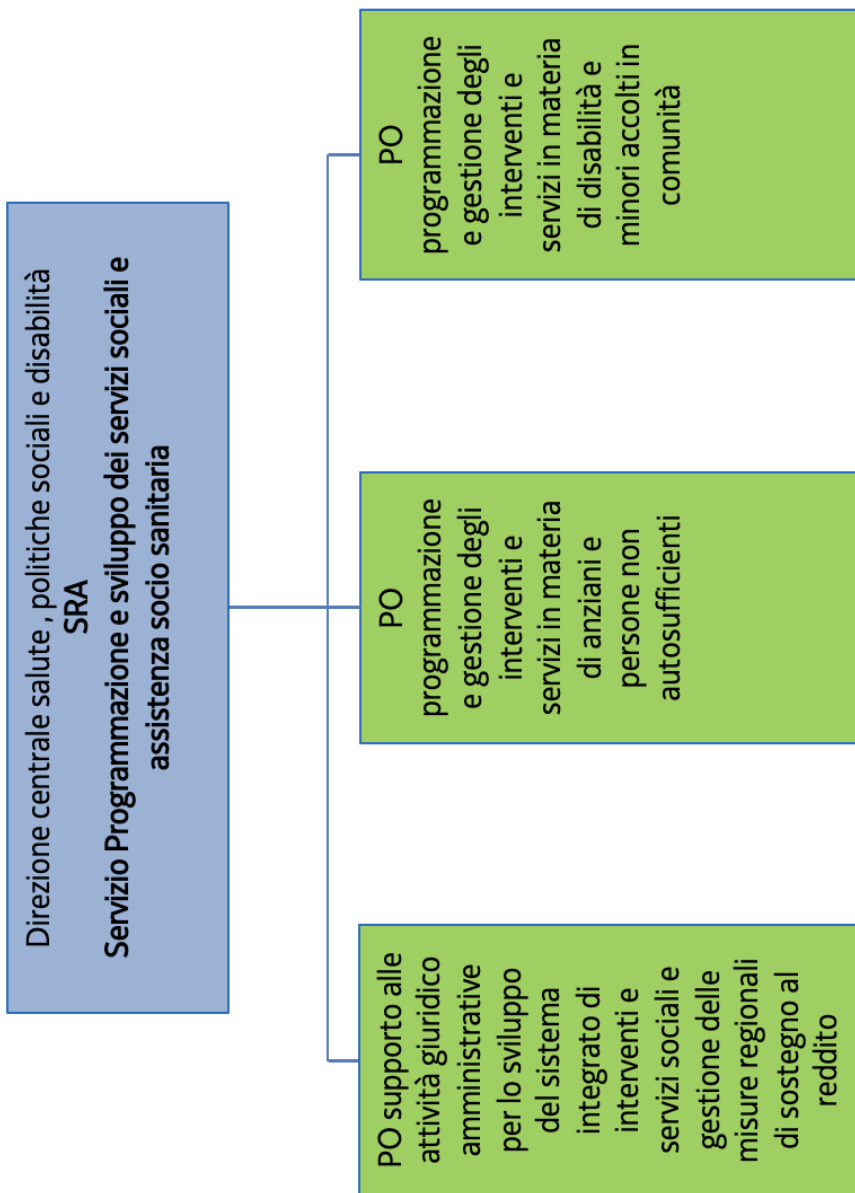 Direzione centrale salute , politiche sociali e disabilità
SRA
Servizio Programmazione e sviluppo dei servizi sociali e
assistenza socio sanitaria
PO supporto alle
attività giuridico
amministrative
per lo sviluppo
del sistema
integrato di
interventi e
servizi sociali e
gestione delle
misure regionali
di sostegno al
reddito
PO
programmazione
e gestione degli
interventi e
servizi in materia
di anziani e
persone non
autosufficienti
PO
programmazione
e gestione degli
interventi e
servizi in materia
di disabilità e
minori accolti in
comunità